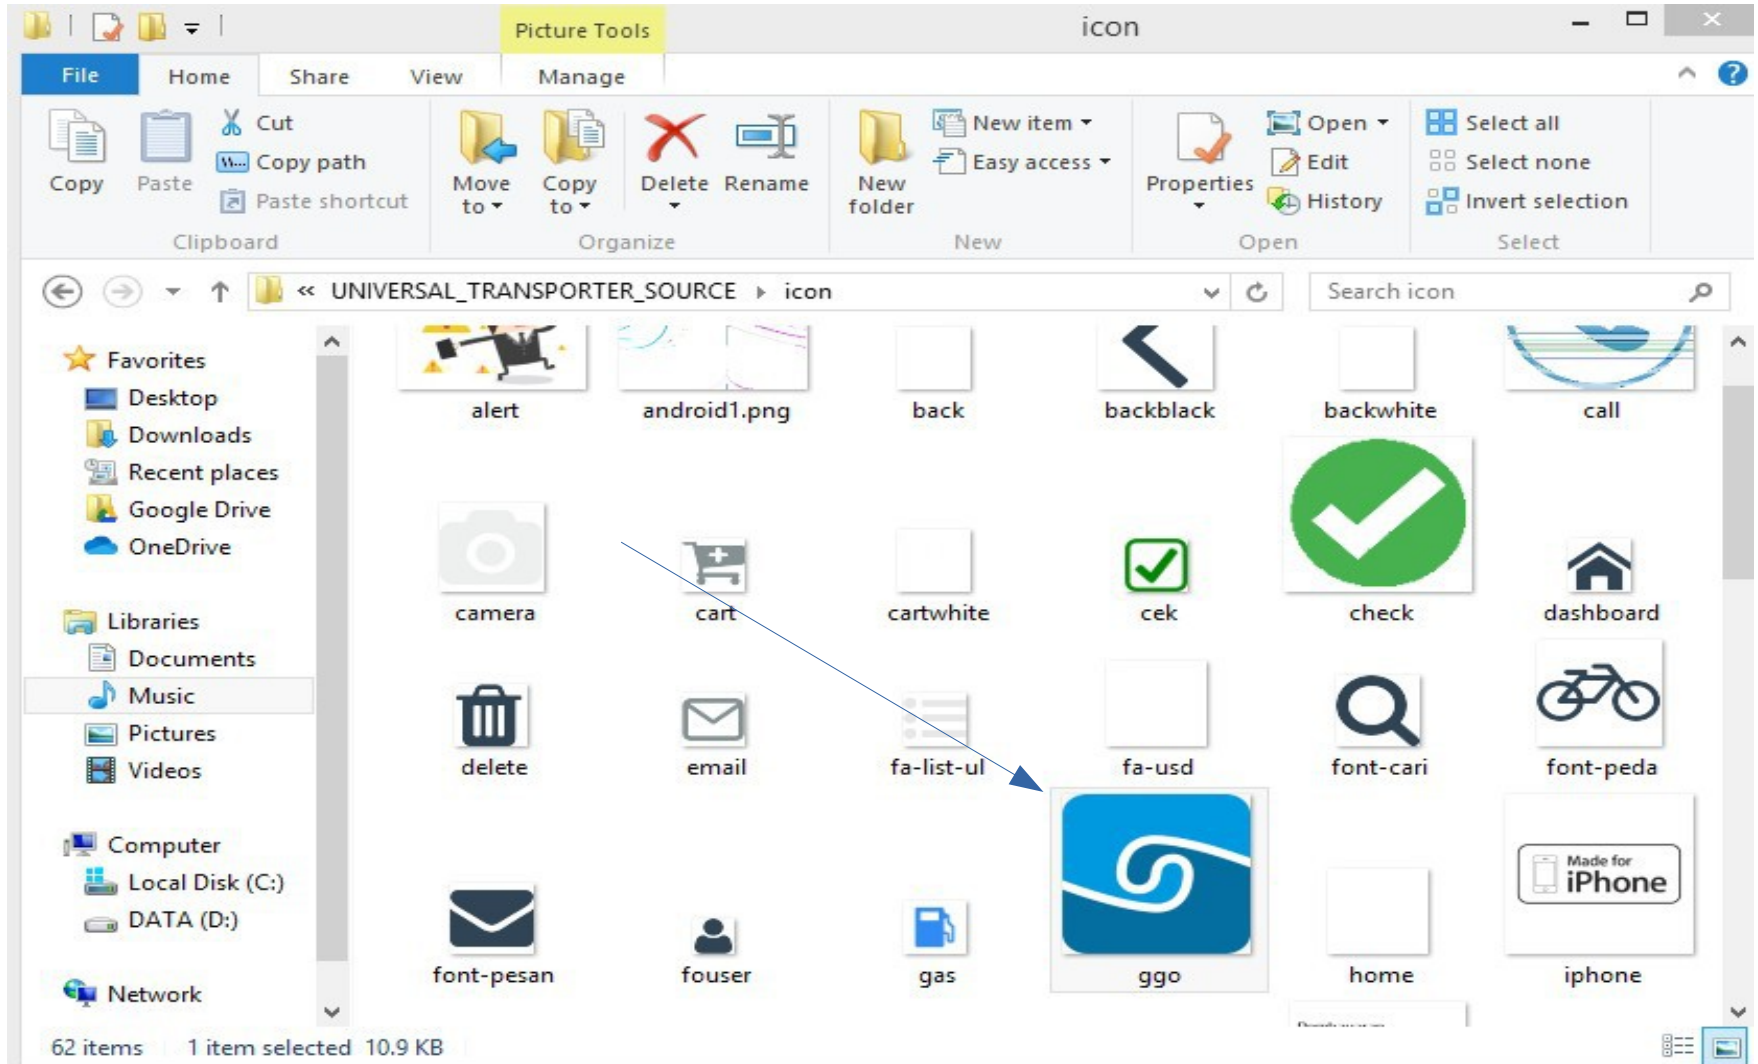 Picture Tools
icon
File
Home
Share
View
Manage
Copy
Paste
Cut
Copy path
Paste shortcut
Clipboard
Move to
Copy to
Delete
Rename
Organize
New folder
New item
Easy access
New
Properties
Open
Edit
History
Open
Select all
Select none
Invert selection
Select
« UNIVERSAL_TRANSPORTER_SOURCE icon
Search icon
Favorites
Desktop
Downloads
Recent places
Google Drive
OneDrive
Libraries
Documents
Music
Pictures
Videos
Computer
Local Disk (C:)
DATA (D:)
Network
alert
android1.png
back
backblack
backwhite
call
camera
cart
cartwhite
cek
check
dashboard
delete
email
fa-list-ul
fa-usd
font-cari
font-peda
Made for
iPhone
font-pesan
fouser
gas
ggo
home
iphone
62 items
1 item selected 10.9 KB